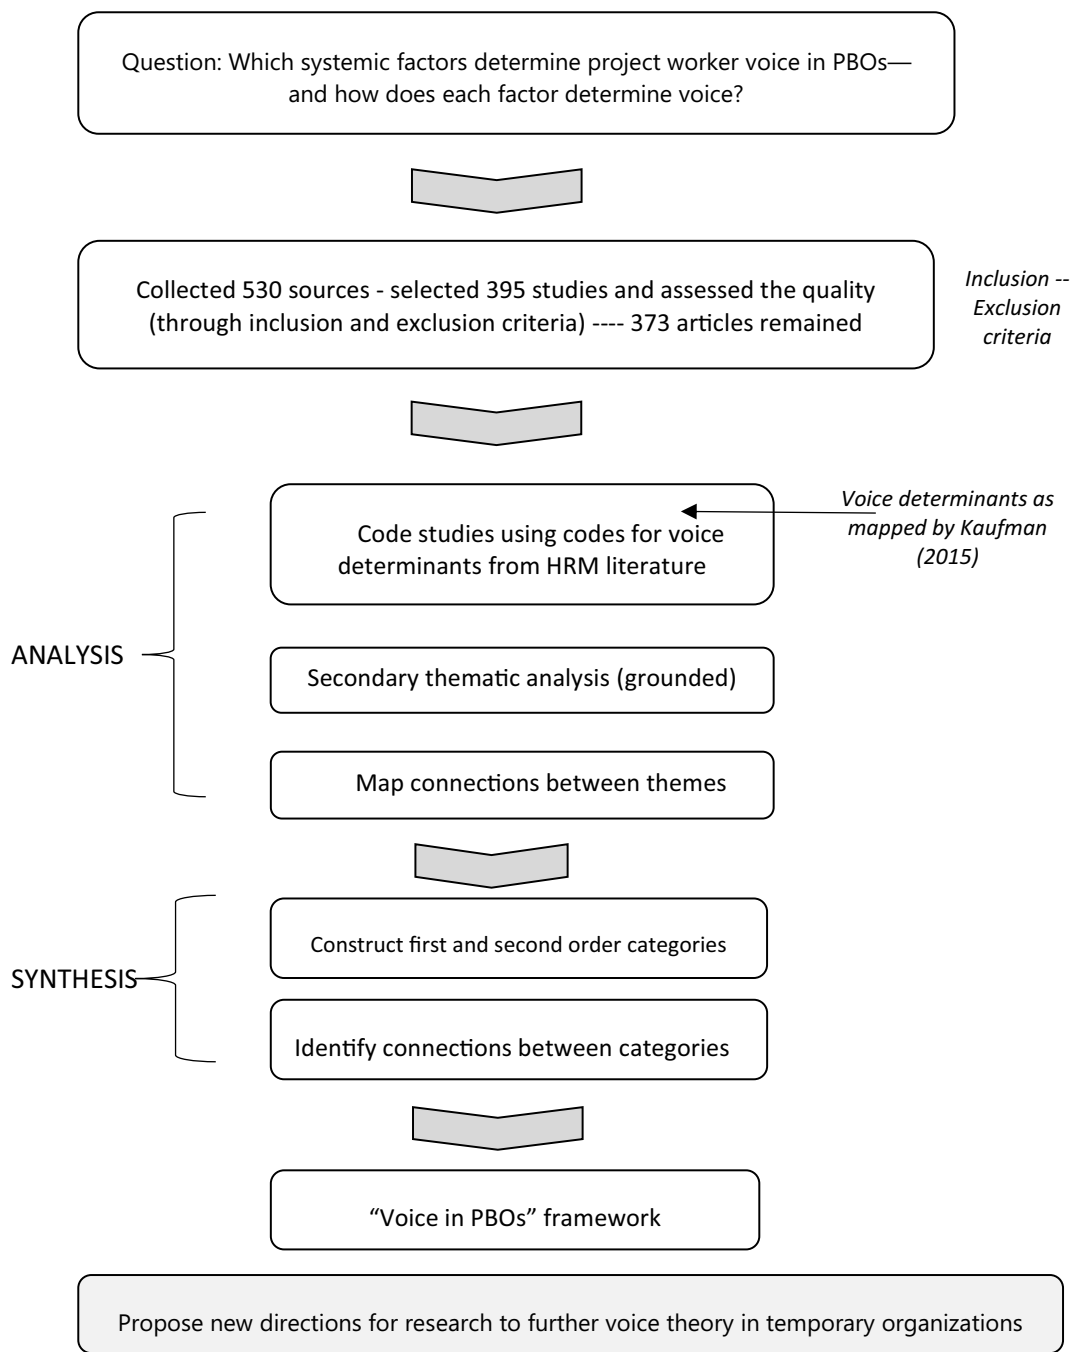 Question: Which systemic factors determine project worker voice in PBOs—
and how does each factor determine voice?
Collected 530 sources - selected 395 studies and assessed the quality
(through inclusion and exclusion criteria) ---- 373 articles remained
Inclusion --
Exclusion
criteria
Code studies using codes for voice
determinants from HRM literature
Voice determinants as
mapped by Kaufman
(2015)
ANALYSIS
Secondary thematic analysis (grounded)
Map connections between themes
SYNTHESIS
Construct first and second order categories
Identify connections between categories
“Voice in PBOs” framework
Propose new directions for research to further voice theory in temporary organizations